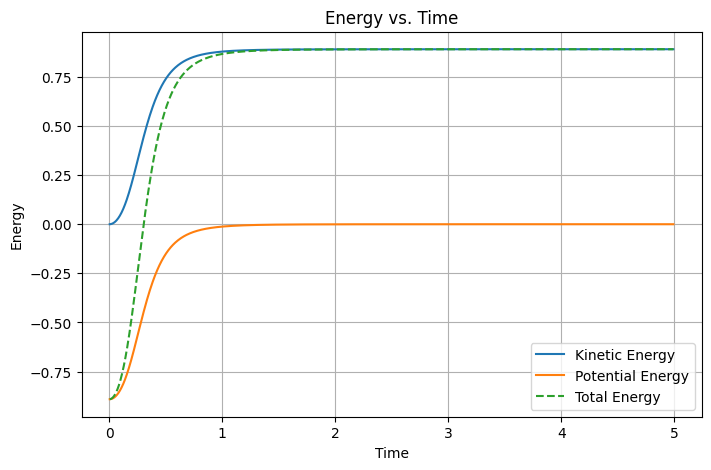 Energy vs. Time
Energy
0.75
0.50
0.25
0.00
−0.25
−0.50
−0.75
0 1 2 3 4 5
Time
Kinetic Energy
Potential Energy
Total Energy